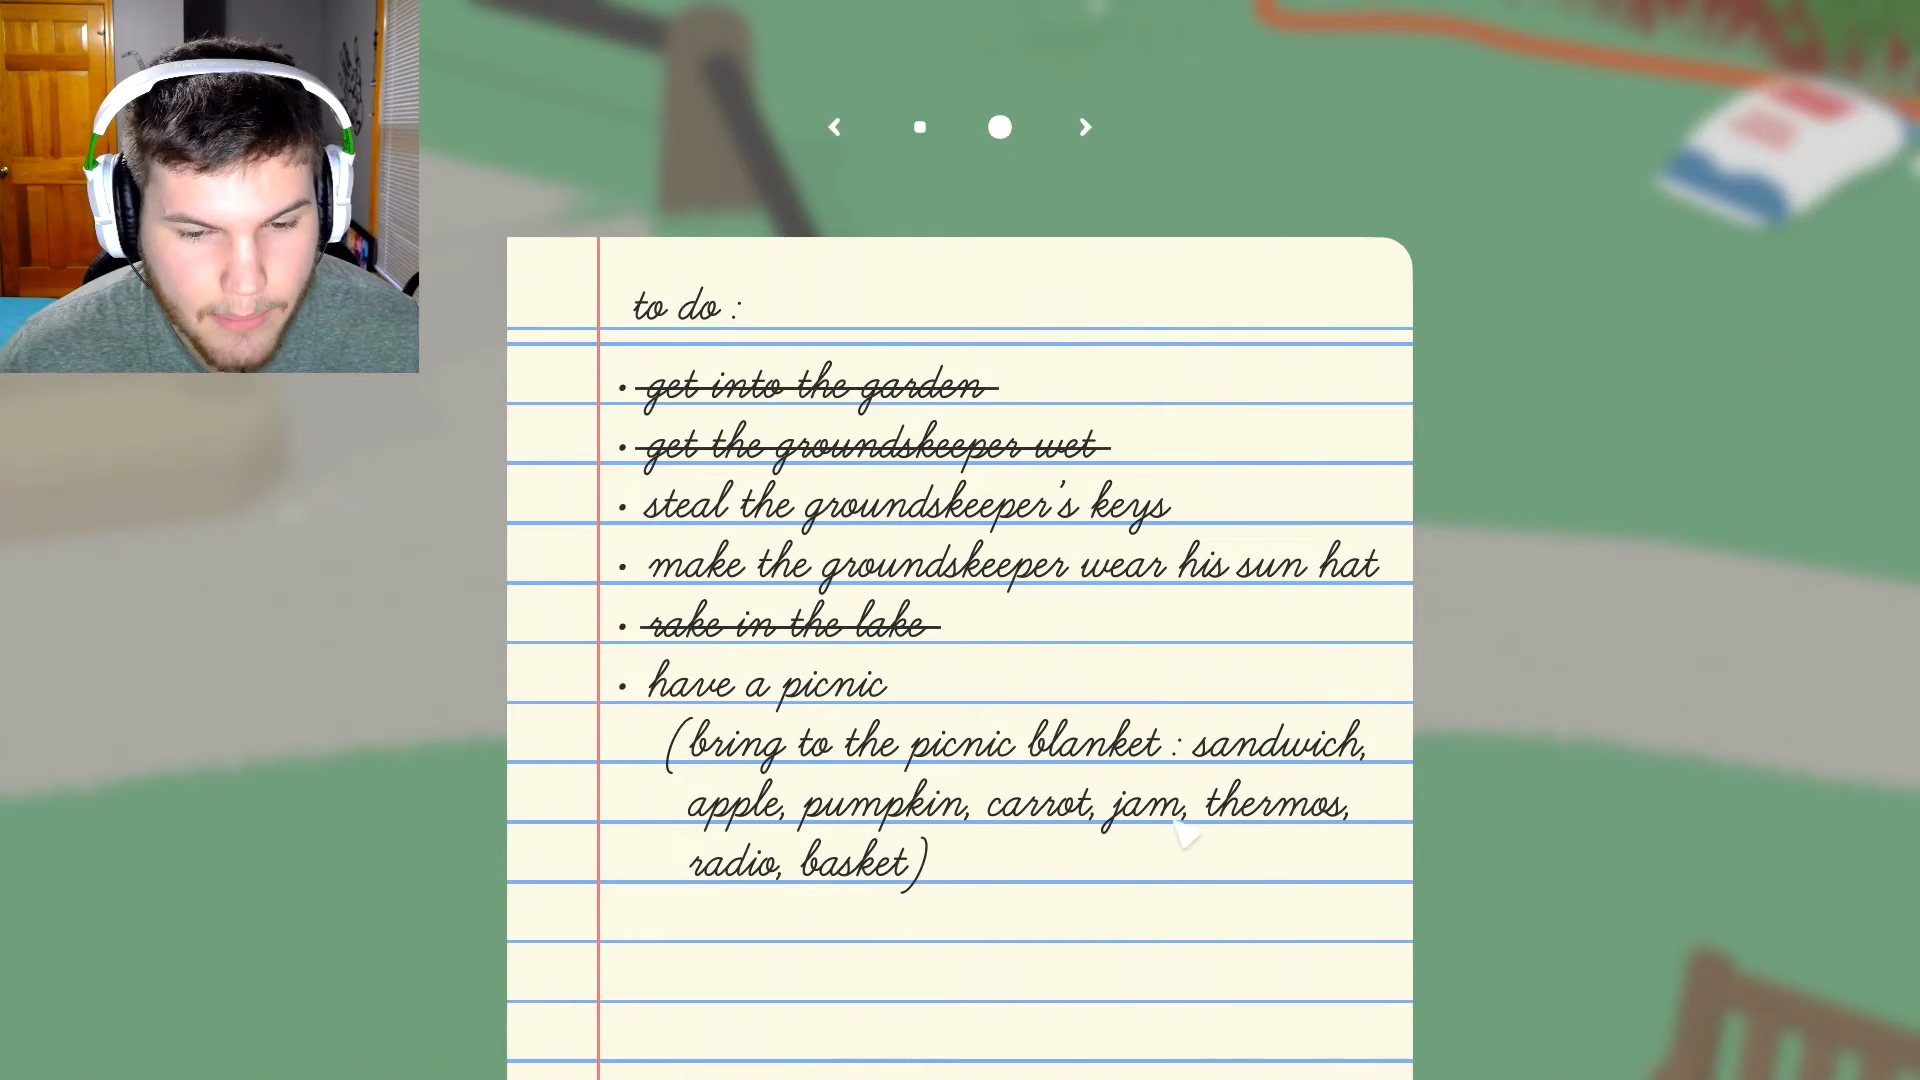 to do :
• get into the garden
• get the groundskeeper wet
• steal the groundskeeper's keys
• make the groundskeeper wear his sun hat
• rake in the lake
• have a picnic
(bring to the picnic blanket : sandwich,
apple, pumpkin, carrot, jam, thermos,
radio, basket)